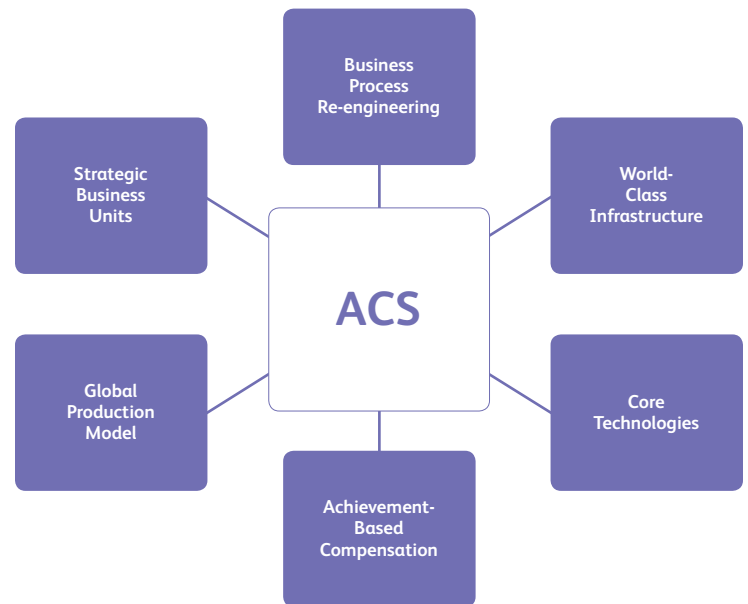 Business
Process
Re-engineering
Strategic
Business
Units
World-
Class
Infrastructure
ACS
Global
Production
Model
Core
Technologies
Achievement-
Based
Compensation